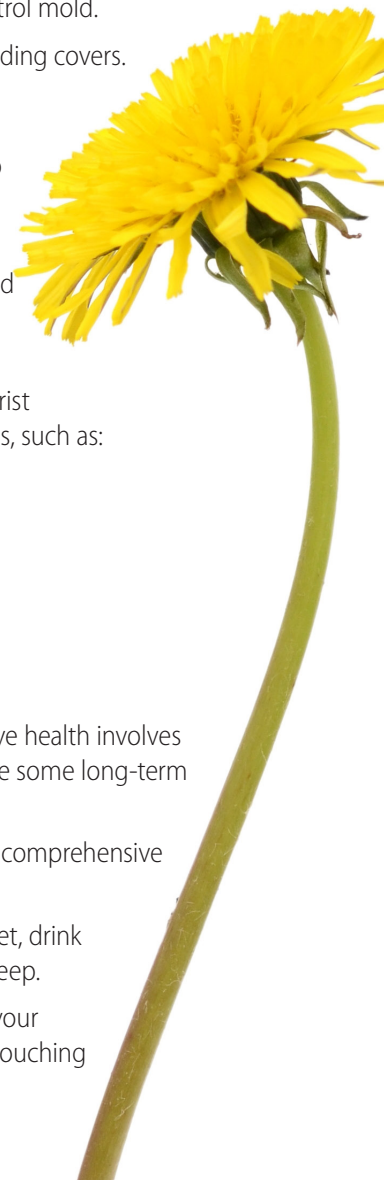 trol mold.
ding covers.
d
rist
s, such as:
ve health involves
e some long-term
comprehensive
et, drink
eep.
your
ouching